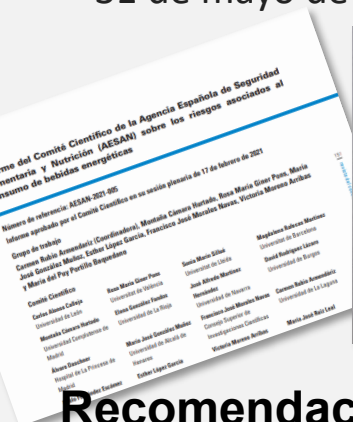 31 de mayo de
rme del Comité Científico de la Agencia Española de Seguridad
mentaria y Nutrición (AESAN) sobre los riesgos asociados al
nsumo de bebidas energéticas
Número de referencia: AESAN-2021-005
Informe aprobado por el Comité Científico en su sesión plenaria de 17 de febrero de 2021
Grupo de trabajo
Carmen Rubio Armendáriz (Coordinadora), Montaña Cámara Hurtado, Rosa María Giner Pons, María
José González Muñoz, Esther López García, Francisco José Morales Navas, Victoria Moreno Arribas
y María del Puy Portillo Baquedano
Comité Científico
Carlos Alonso Calleja
Universidad de León
Montaña Cámara Hurtado
Universidad Complutense de
Madrid
Álvaro Daschner
Hospital de La Princesa de
Madrid
Fernández Escámez
Rosa María Giner Pons
Universitat de València
Elena González Fandos
Universidad de La Rioja
María José González Muñoz
Universidad de Alcalá de
Henares
Esther López García
Sonia Marín Sillué
Universitat de Lleida
José Alfredo Martínez
Hernández
Universidad de Navarra
Francisco José Morales Navas
Consejo Superior de
Investigaciones Científicas
Victoria Moreno Arribas
Magdalena Rafecas Martínez
Universitat de Barcelona
David Rodríguez Lázaro
Universidad de Burgos
Carmen Rubio Armendáriz
Universidad de La Laguna
María José Ruiz Leal
Recomendac